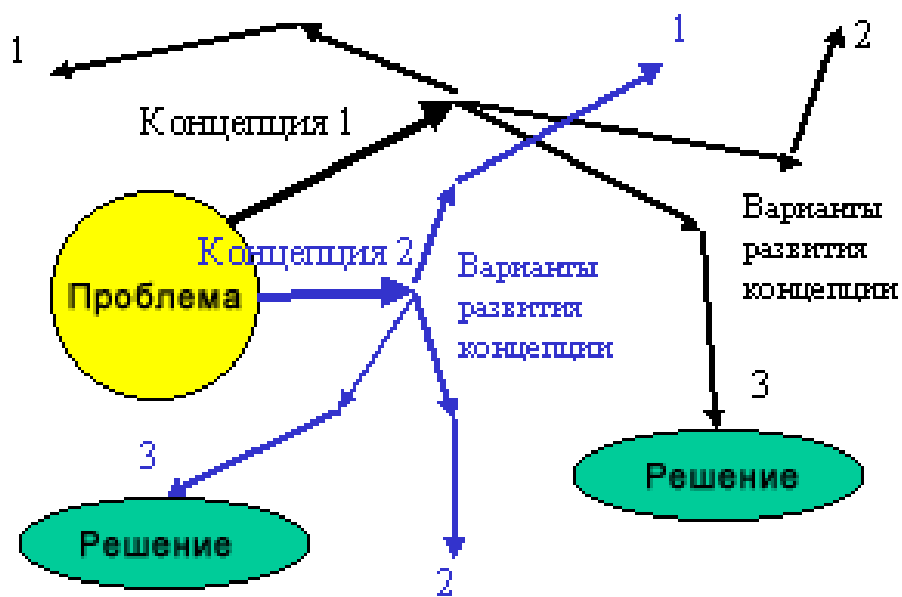 1
1
2
Концепция 1
Варианты
развития
концепции
Концепция 2
Варианты
развития
концепции
Проблема
3
3
Решение
Решение
2